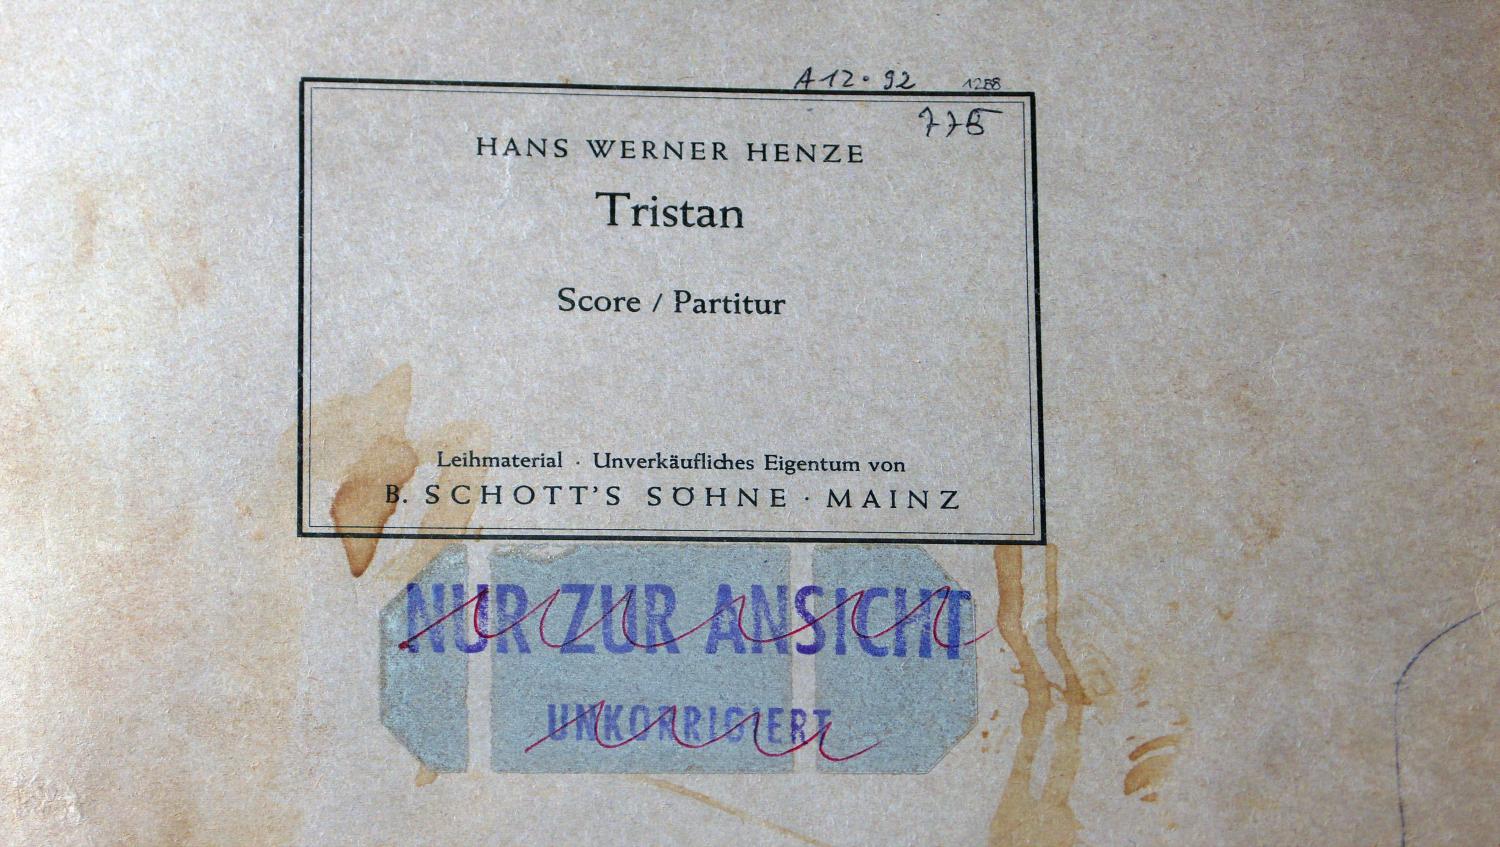 A 12 • 92 1288
775
HANS WERNER HENZE
Tristan
Score / Partitur
Leihmaterial · Unverkäufliches Eigentum von
B. SCHOTT'S SÖHNE · MAINZ
NUR ZUR ANSICHT
UNKORRIGIERT